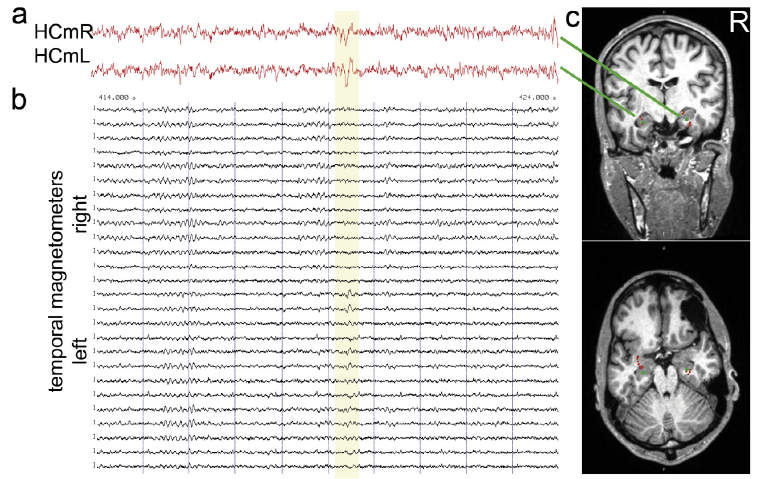 a
HCmR
HCmL
c
R
b
414.000 s
424.000 s
temporal magnetometers
right
left